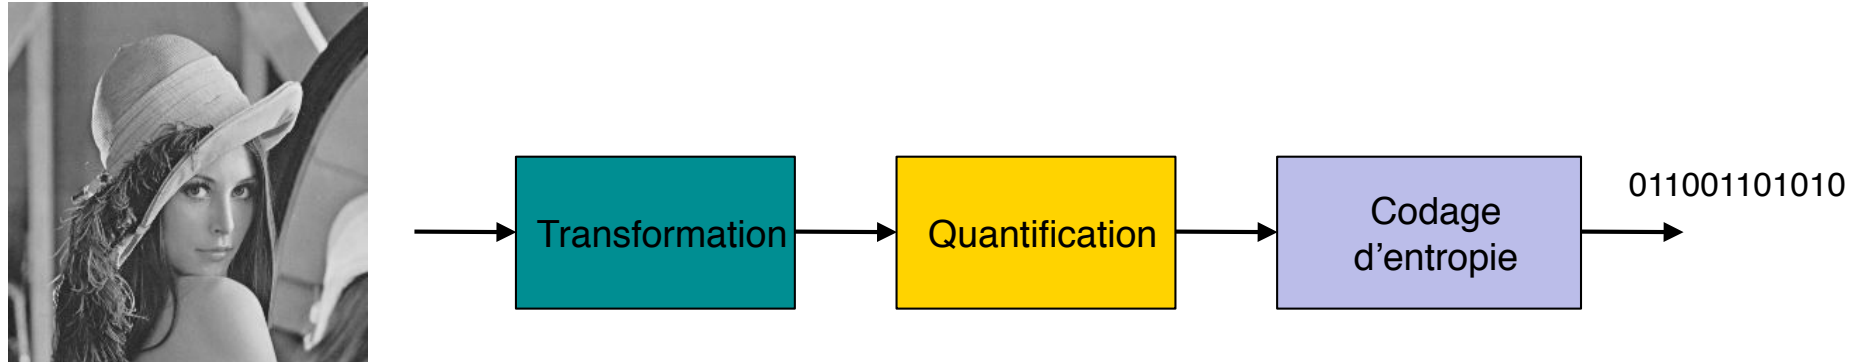 Transformation
Quantification
Codage
d’entropie
011001101010